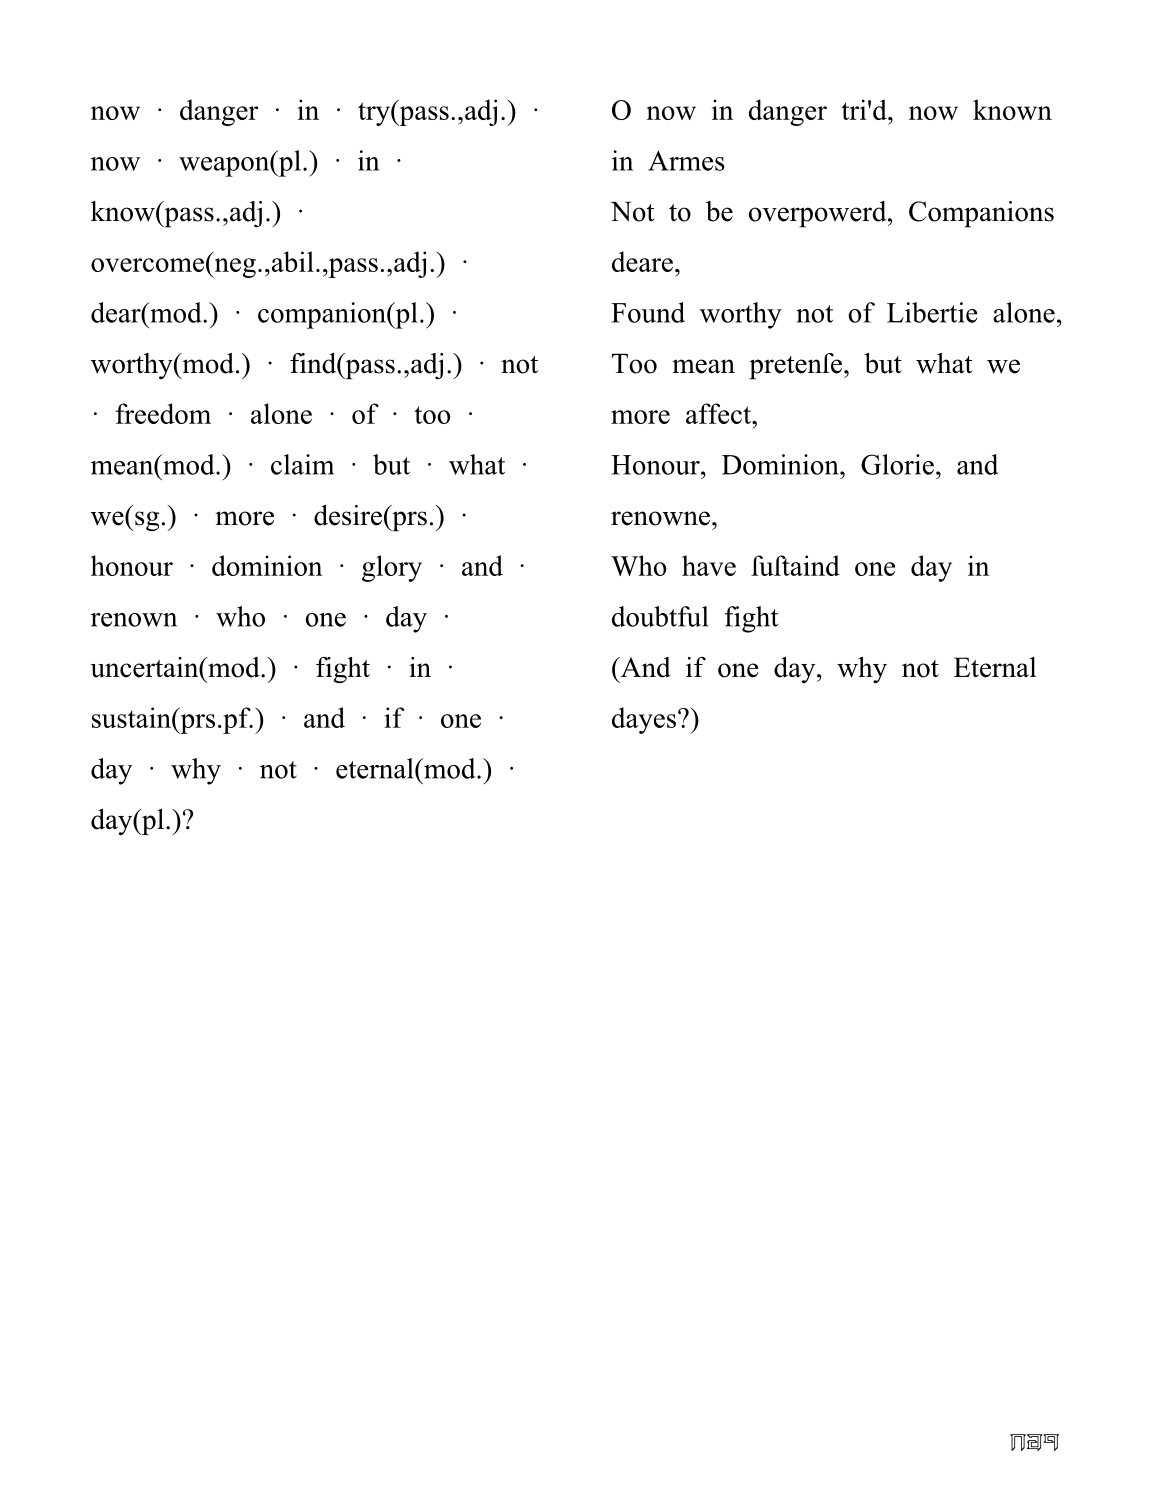 now · danger · in · try(pass.,adj.) ·
now · weapon(pl.) · in ·
know(pass.,adj.) ·
overcome(neg.,abil.,pass.,adj.) ·
dear(mod.) · companion(pl.) ·
worthy(mod.) · find(pass.,adj.) · not
· freedom · alone · of · too ·
mean(mod.) · claim · but · what ·
we(sg.) · more · desire(prs.) ·
honour · dominion · glory · and ·
renown · who · one · day ·
uncertain(mod.) · fight · in ·
sustain(prs.pf.) · and · if · one ·
day · why · not · eternal(mod.) ·
day(pl.)?
O now in danger tri'd, now known
in Armes
Not to be overpowerd, Companions
deare,
Found worthy not of Libertie alone,
Too mean pretenſe, but what we
more affect,
Honour, Dominion, Glorie, and
renowne,
Who have ſuſtaind one day in
doubtful fight
(And if one day, why not Eternal
dayes?)